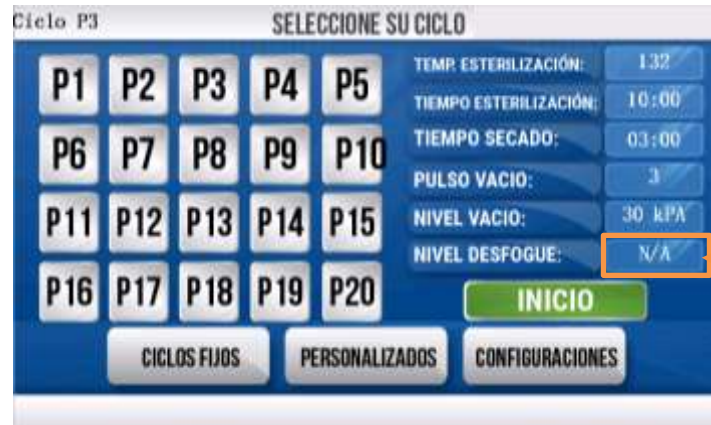 Ciclo P3
SELECCIONE SU CICLO
P1 P2 P3 P4 P5
P6 P7 P8 P9 P10
P11 P12 P13 P14 P15
P16 P17 P18 P19 P20
TEMP. ESTERILIZACIÓN: 132
TIEMPO ESTERILIZACIÓN: 10:00
TIEMPO SECADO: 03:00
PULSO VACIO: 3
NIVEL VACIO: 30 kPA
NIVEL DESFOGUE: N/A
INICIO
CICLOS FIJOS PERSONALIZADOS CONFIGURACIONES